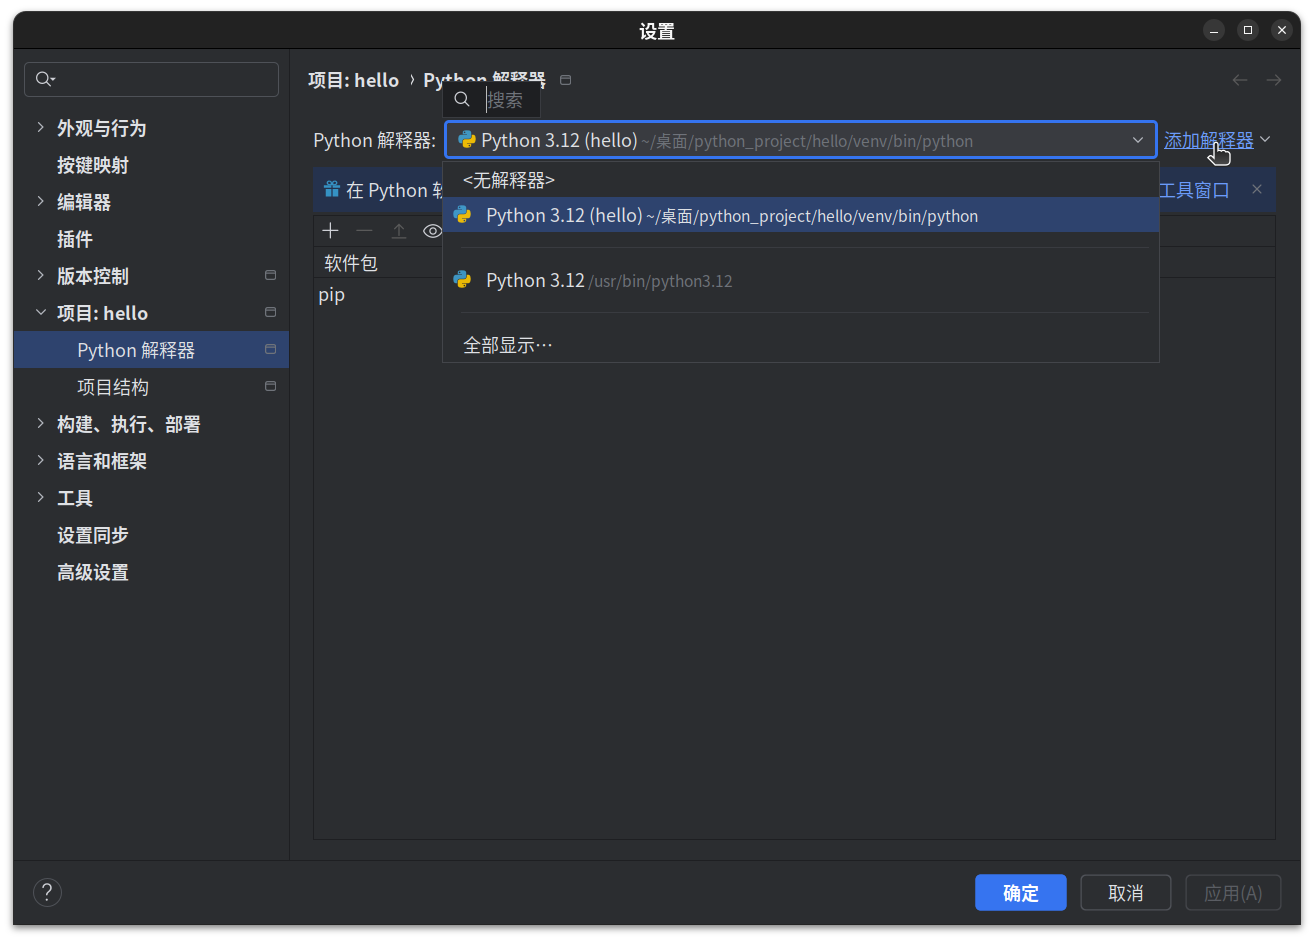 设置
项目: hello › Python 解释器
搜索
Python 解释器: Python 3.12 (hello) ~/桌面/python_project/hello/venv/bin/python 添加解释器
<无解释器>
在 Python 软
工具窗口
Python 3.12 (hello) ~/桌面/python_project/hello/venv/bin/python
软件包
pip
Python 3.12 /usr/bin/python3.12
全部显示…
外观与行为
按键映射
编辑器
插件
版本控制
项目: hello
Python 解释器
项目结构
构建、执行、部署
语言和框架
工具
设置同步
高级设置
?
确定
取消
应用(A)